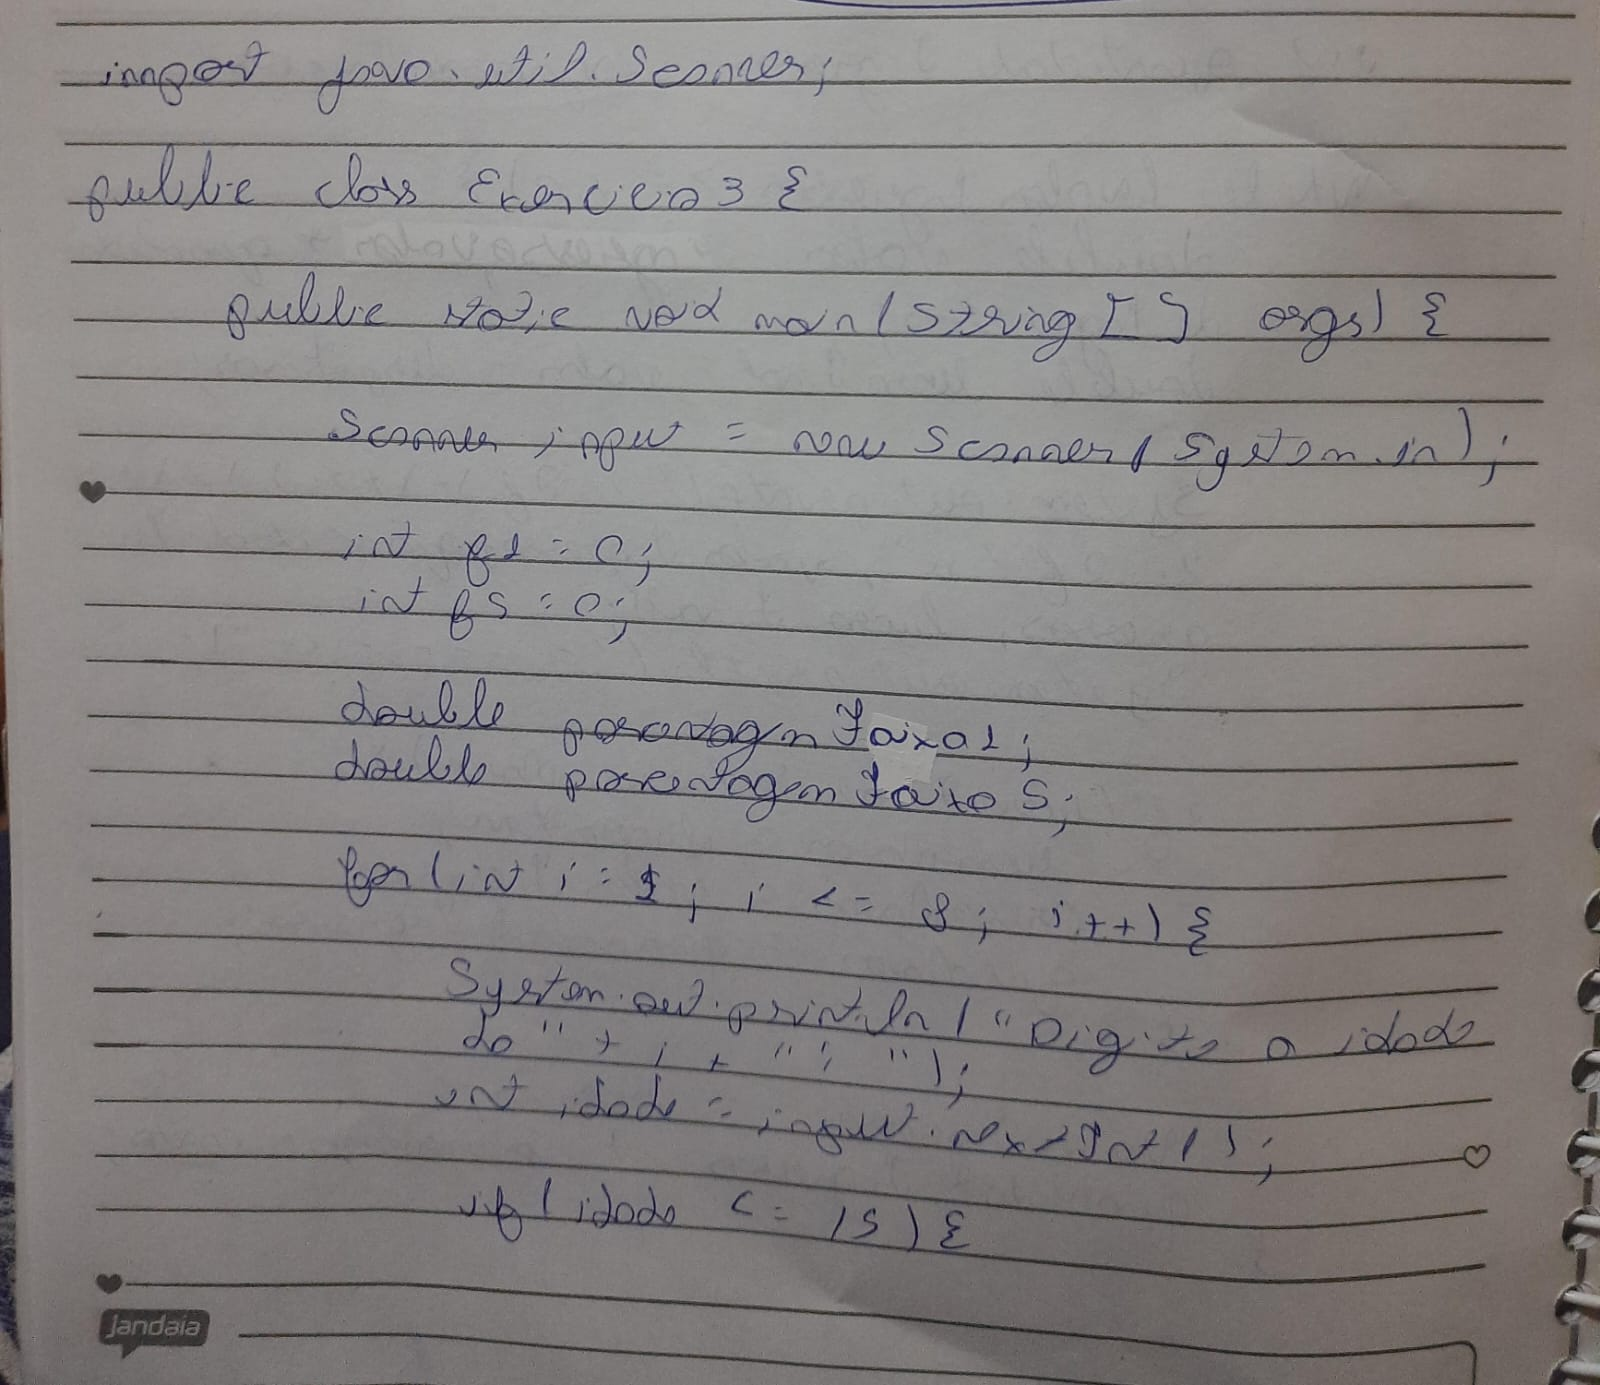 import java.util.Scanner;
public class Exercicio3 {
public static void main(String[] args) {
Scanner input = new Scanner(System.in);
int f1 = 0;
int f5 = 0;
double porcentagemFaixa1;
double porcentagemFaixa5;
for(int i = 1; i <= 8; i++){
System.out.println("Digite a idade
da " + i + ": ");
int idade = input.nextInt();
if(idade <= 15){
jandaia